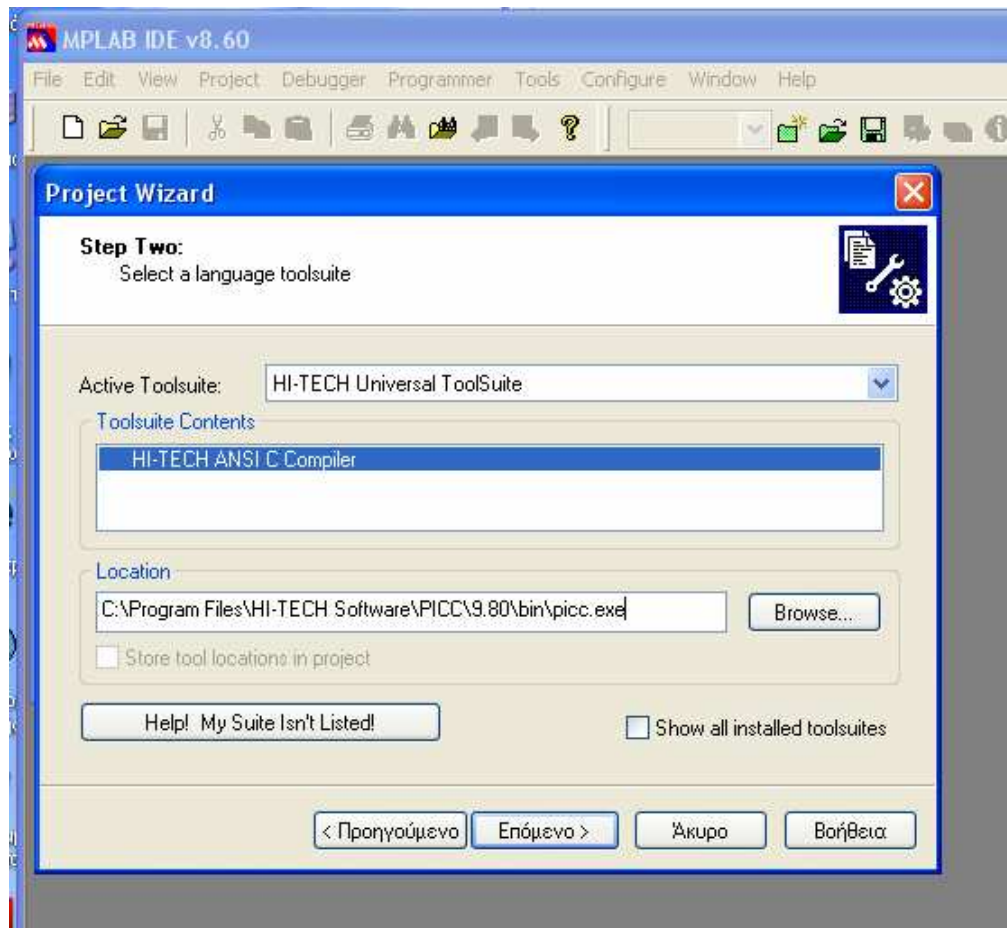 MPLAB IDE v8.60
File Edit View Project Debugger Programmer Tools Configure Window Help
Project Wizard
Step Two:
Select a language toolsuite
Active Toolsuite: HI-TECH Universal ToolSuite
Toolsuite Contents
HI-TECH ANSI C Compiler
Location
C:\Program Files\HI-TECH Software\PICC\9.80\bin\picc.exe
Browse...
Store tool locations in project
Help! My Suite Isn't Listed!
Show all installed toolsuites
< Προηγούμενο Επόμενο > Άκυρο Βοήθεια